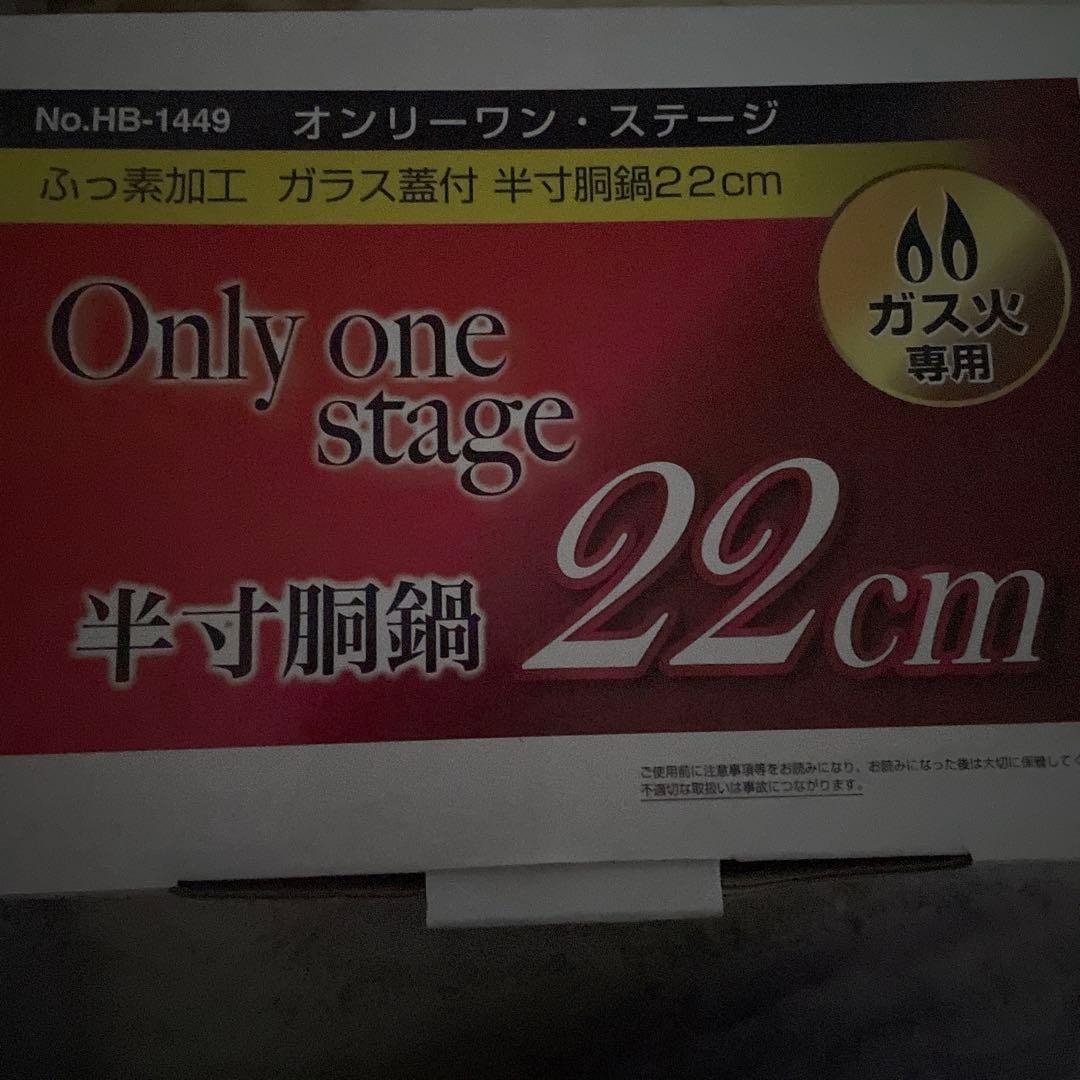 No.HB-1449 オンリーワン・ステージ
ふっ素加工 ガラス蓋付 半寸胴鍋22cm
ガス火
専用
Only one
stage
半寸胴鍋 22cm
ご使用前に注意事項等をお読みになり、お読みになった後は大切に保管してく
不適切な取扱いは事故につながります。